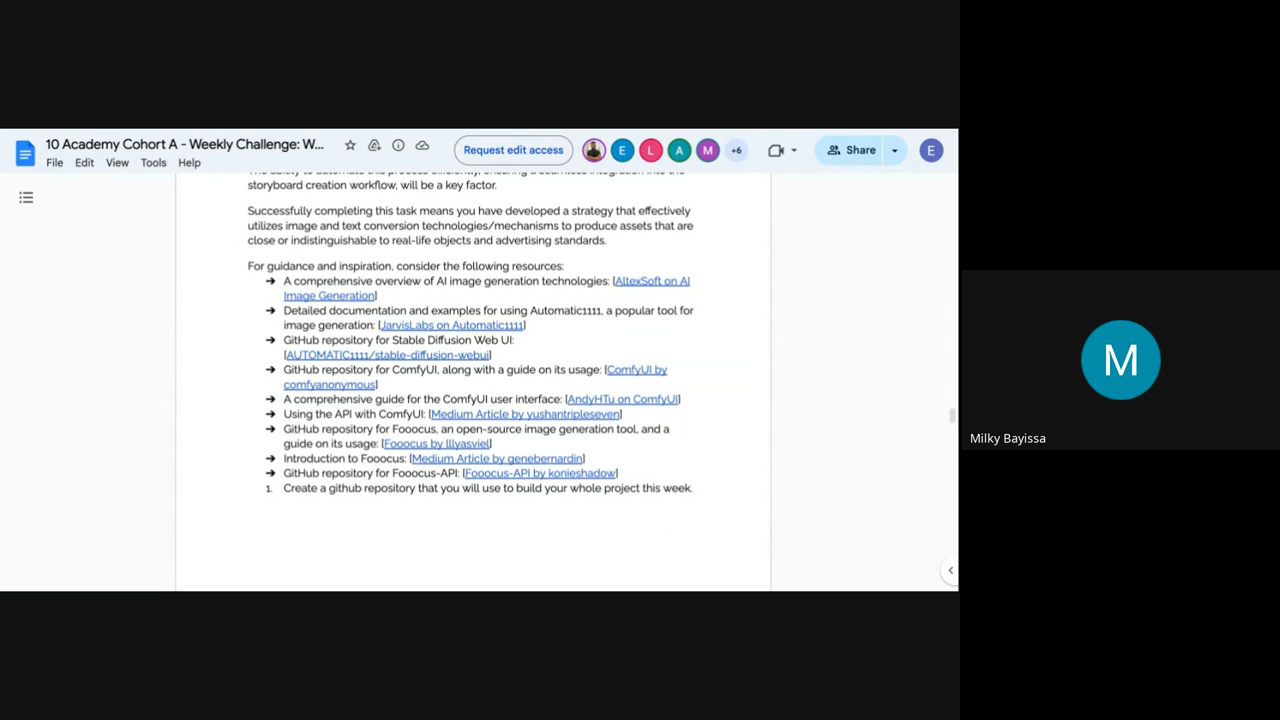 10 Academy Cohort A - Weekly Challenge: W...
File Edit View Tools Help
Request edit access
E
L
A
M
+6
Share
E
storyboard creation workflow, will be a key factor.
Successfully completing this task means you have developed a strategy that effectively
utilizes image and text conversion technologies/mechanisms to produce assets that are
close or indistinguishable to real-life objects and advertising standards.
For guidance and inspiration, consider the following resources:
➔ A comprehensive overview of AI image generation technologies: [AltexSoft on AI
Image Generation]
➔ Detailed documentation and examples for using Automatic1111, a popular tool for
image generation: [JarvisLabs on Automatic1111]
➔ GitHub repository for Stable Diffusion Web UI:
[AUTOMATIC1111/stable-diffusion-webui]
➔ GitHub repository for ComfyUI, along with a guide on its usage: [ComfyUI by
comfyanonymous]
➔ A comprehensive guide for the ComfyUI user interface: [AndyHTu on ComfyUI]
➔ Using the API with ComfyUI: [Medium Article by yushantripleseven]
➔ GitHub repository for Fooocus, an open-source image generation tool, and a
guide on its usage: [Fooocus by lllyasviel]
➔ Introduction to Fooocus: [Medium Article by genebernardin]
➔ GitHub repository for Fooocus-API: [Fooocus-API by konieshadow]
1. Create a github repository that you will use to build your whole project this week.
M
Milky Bayissa